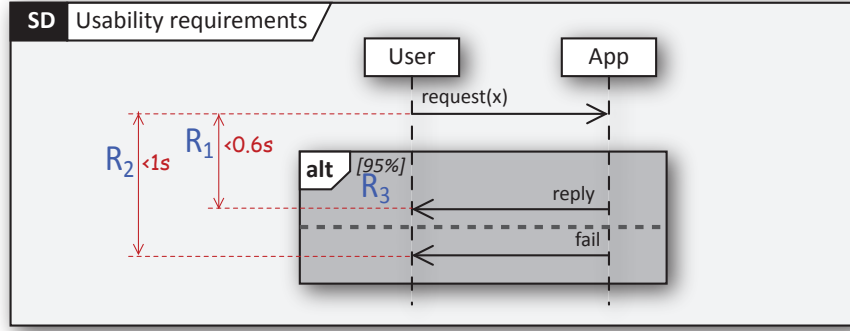 SD Usability requirements
User App
request(x)
R1 <0.6s
R2 <1s
alt [95%]
R3
reply
fail